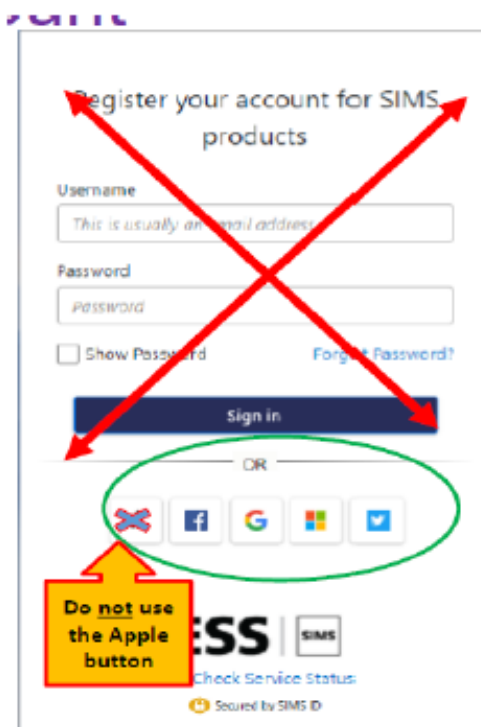 Register your account for SIMS
products
Username
This is usually an email address
Password
Password
Show Password
Forgot Password?
Sign in
OR
Do not use
the Apple
button
ESS
SIMS
Check Service Status
Secured by SIMS ID